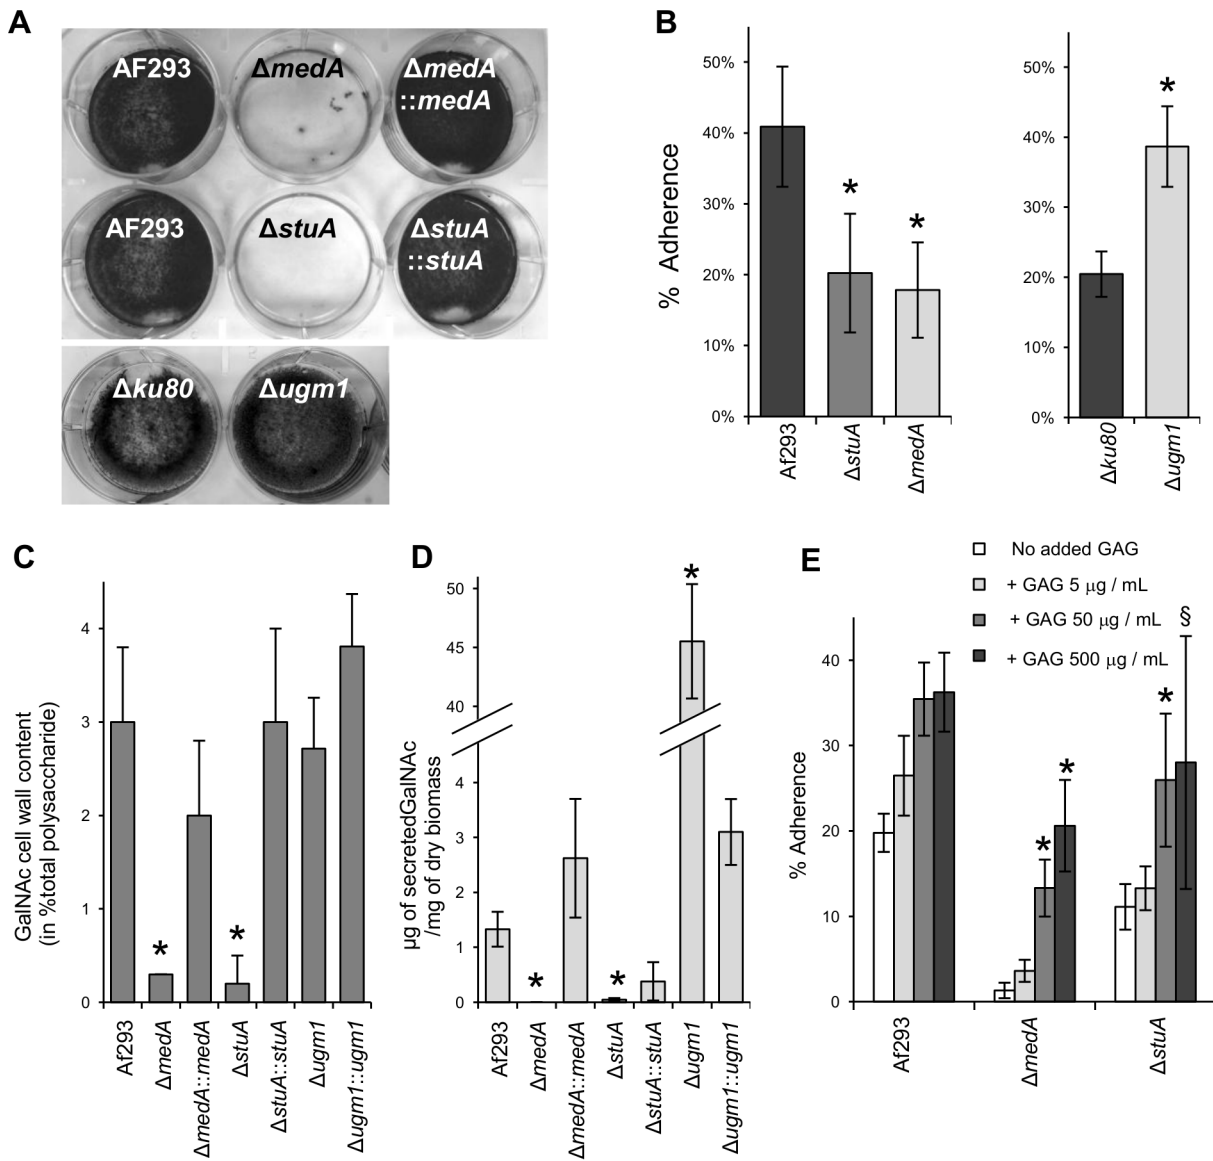 A
AF293
ΔmedA
ΔmedA
::medA
AF293
ΔstuA
ΔstuA
::stuA
Δku80
Δugm1
B
% Adherence
50%
40%
30%
20%
10%
0%
*
*
Af293
ΔstuA
ΔmedA
50%
40%
30%
20%
10%
0%
*
Δku80
Δugm1
C
GalNAc cell wall content
(in %total polysaccharide)
4
3
2
1
0
*
*
Af293
ΔmedA
ΔmedA::medA
ΔstuA
ΔstuA::stuA
Δugm1
Δugm1::ugm1
D
µg of secretedGalNAc
/mg of dry biomass
50
45
40
4
3
2
1
0
*
*
*
Af293
ΔmedA
ΔmedA::medA
ΔstuA
ΔstuA::stuA
Δugm1
Δugm1::ugm1
E
No added GAG
+ GAG 5 µg / mL
+ GAG 50 µg / mL
+ GAG 500 µg / mL
% Adherence
40
30
20
10
0
*
*
*
§
Af293
ΔmedA
ΔstuA